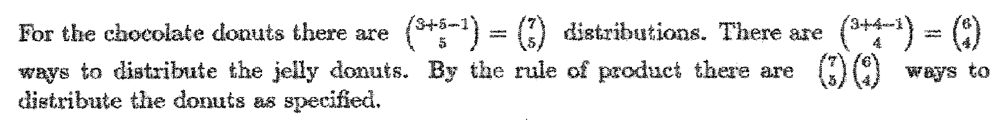 For the chocolate donuts there are \binom{3+5-1}{5} = \binom{7}{5} distributions. There are \binom{3+4-1}{4} = \binom{6}{4}
ways to distribute the jelly donuts. By the rule of product there are \binom{7}{5}\binom{6}{4} ways to
distribute the donuts as specified.